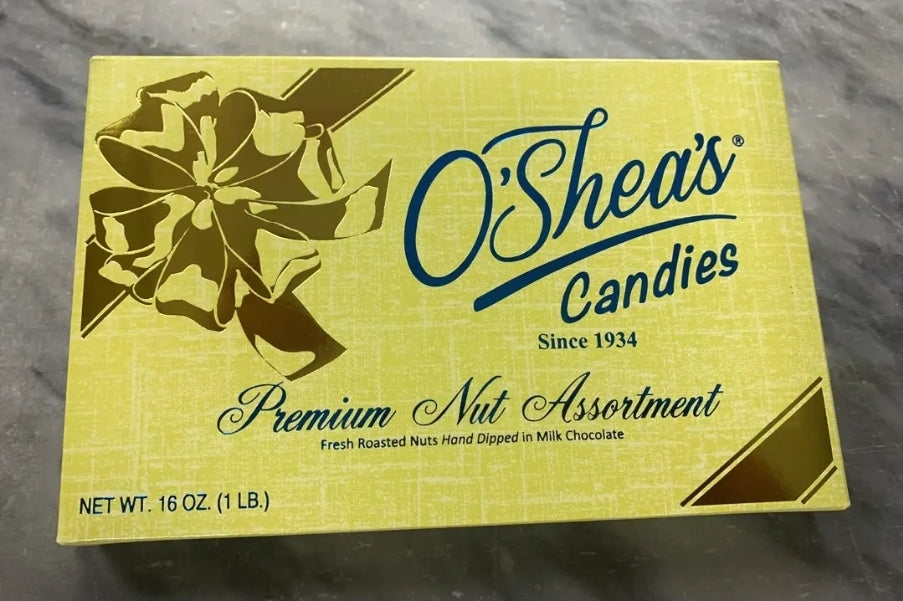 O'Shea's®
Candies
Since 1934
Premium Nut Assortment
Fresh Roasted Nuts Hand Dipped in Milk Chocolate
NET WT. 16 OZ. (1 LB.)